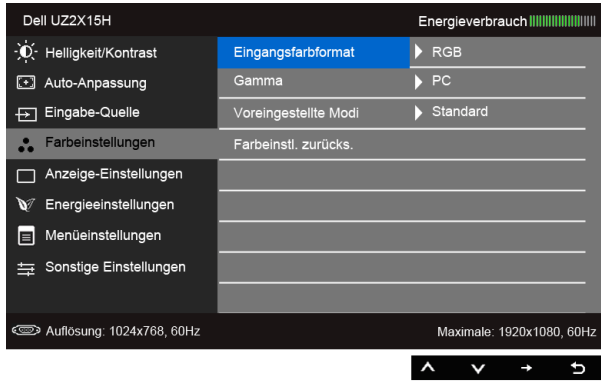 Dell UZ2X15H Energieverbrauch
Helligkeit/Kontrast Eingangsfarbformat RGB
Auto-Anpassung Gamma PC
Eingabe-Quelle Voreingestellte Modi Standard
Farbeinstellungen Farbeinstl. zurücks.
Anzeige-Einstellungen
Energieeinstellungen
Menüeinstellungen
Sonstige Einstellungen
Auflösung: 1024x768, 60Hz Maximale: 1920x1080, 60Hz